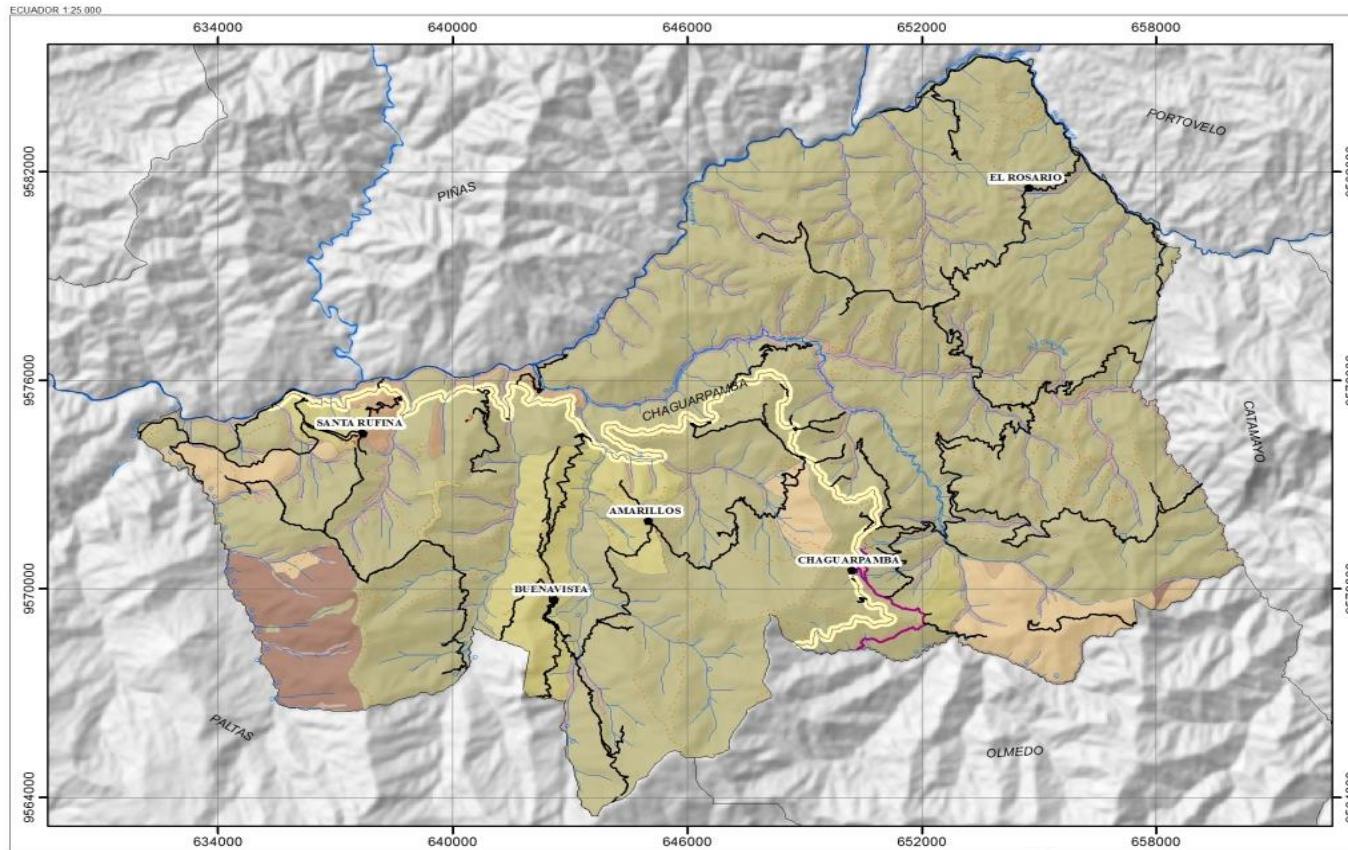 ECUADOR 1:25 000
634000 640000 646000 652000 658000
PORTOVELO
9582000
EL ROSARIO
PIÑAS
9576000
CHAGUARPAMBA
SANTA RUFINA
CATAMAYO
AMARILLOS
CHAGUARPAMBA
9570000
BUENAVISTA
PALTAS
OLMEDO
9564000
634000 640000 646000 652000 658000